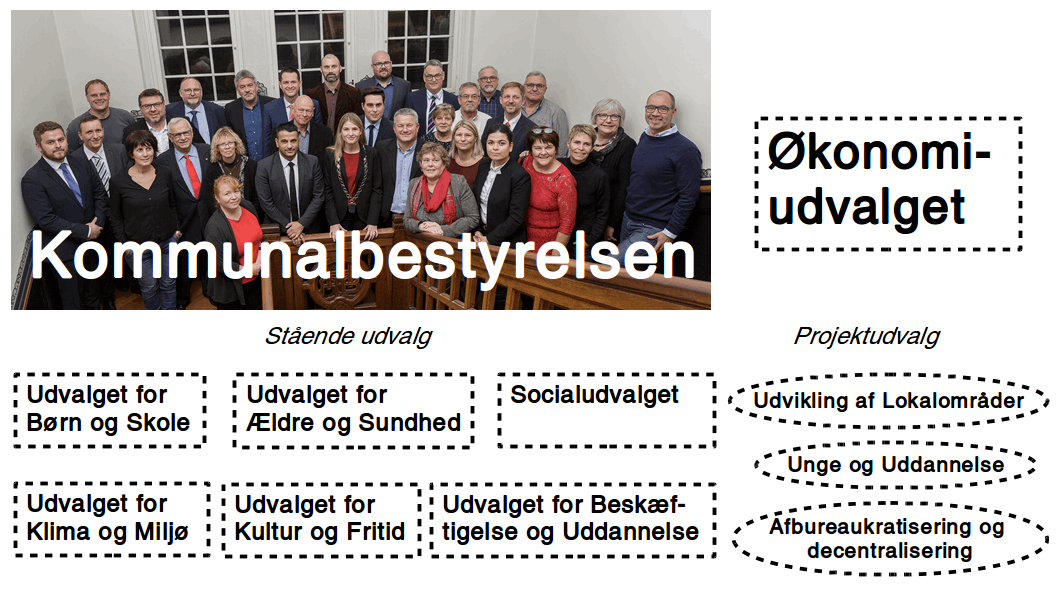 Kommunalbestyrelsen
Økonomi-
udvalget
Stående udvalg
Projektudvalg
Udvalget for
Børn og Skole
Udvalget for
Ældre og Sundhed
Socialudvalget
Udvikling af Lokalområder
Unge og Uddannelse
Udvalget for
Klima og Miljø
Udvalget for
Kultur og Fritid
Udvalget for Beskæf-
tigelse og Uddannelse
Afbureaukratisering og
decentralisering